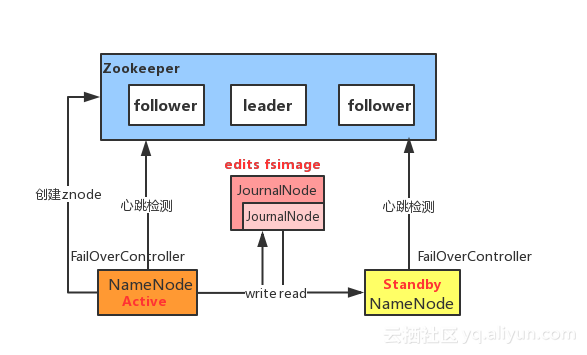 Zookeeper
follower
leader
follower
edits fsimage
JournalNode
JournalNode
创建znode
心跳检测
心跳检测
FailOverController
FailOverController
NameNode
Active
write read
Standby
NameNode
云栖社区 yq.aliyun.com